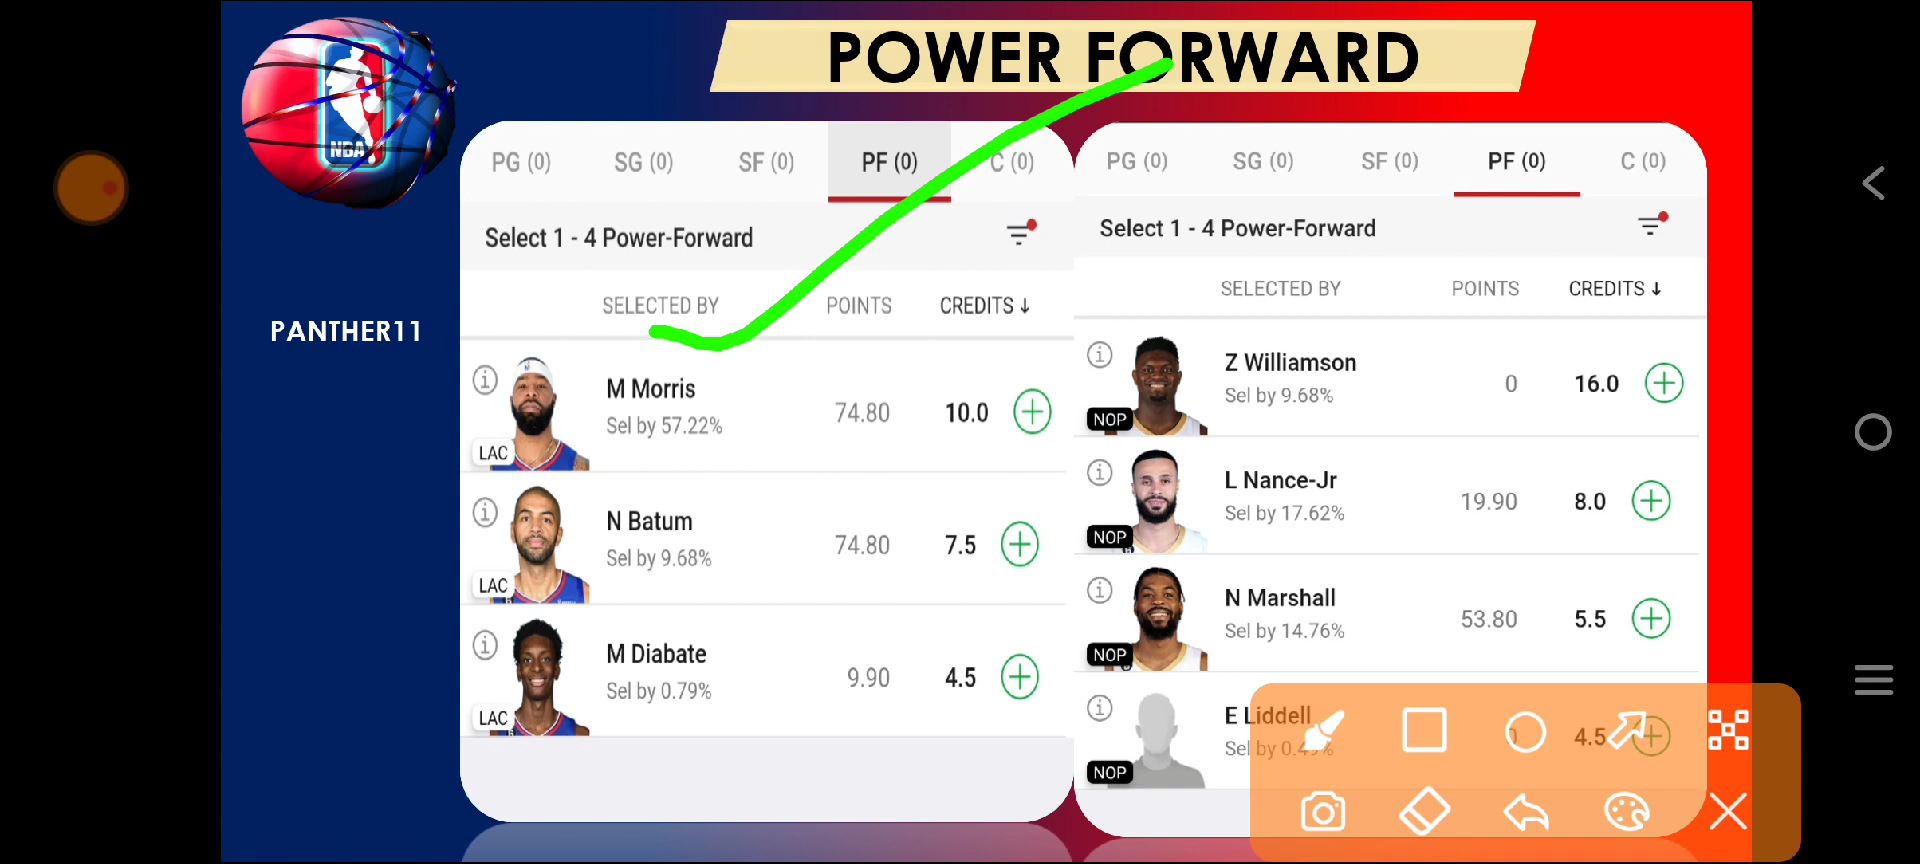 POWER FORWARD
NBA
PANTHER11
PG (0) SG (0) SF (0) PF (0) C (0)
Select 1 - 4 Power-Forward
SELECTED BY POINTS CREDITS ↓
M Morris
Sel by 57.22% 74.80 10.0
LAC
N Batum
Sel by 9.68% 74.80 7.5
LAC
M Diabate
Sel by 0.79% 9.90 4.5
LAC
PG (0) SG (0) SF (0) PF (0) C (0)
Select 1 - 4 Power-Forward
SELECTED BY POINTS CREDITS ↓
Z Williamson
Sel by 9.68% 0 16.0
NOP
L Nance-Jr
Sel by 17.62% 19.90 8.0
NOP
N Marshall
Sel by 14.76% 53.80 5.5
NOP
E Liddell
Sel by 4.5
NOP